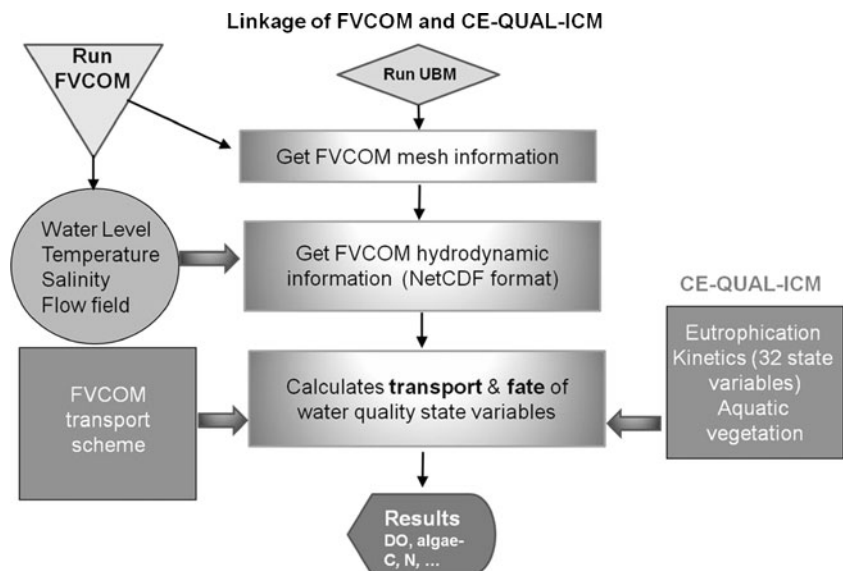 Linkage of FVCOM and CE-QUAL-ICM
Run
FVCOM
Run UBM
Get FVCOM mesh information
Water Level
Temperature
Salinity
Flow field
Get FVCOM hydrodynamic
information (NetCDF format)
CE-QUAL-ICM
Eutrophication
Kinetics (32 state
variables)
Aquatic
vegetation
FVCOM
transport
scheme
Calculates transport & fate of
water quality state variables
Results
DO, algae-
C, N, ...